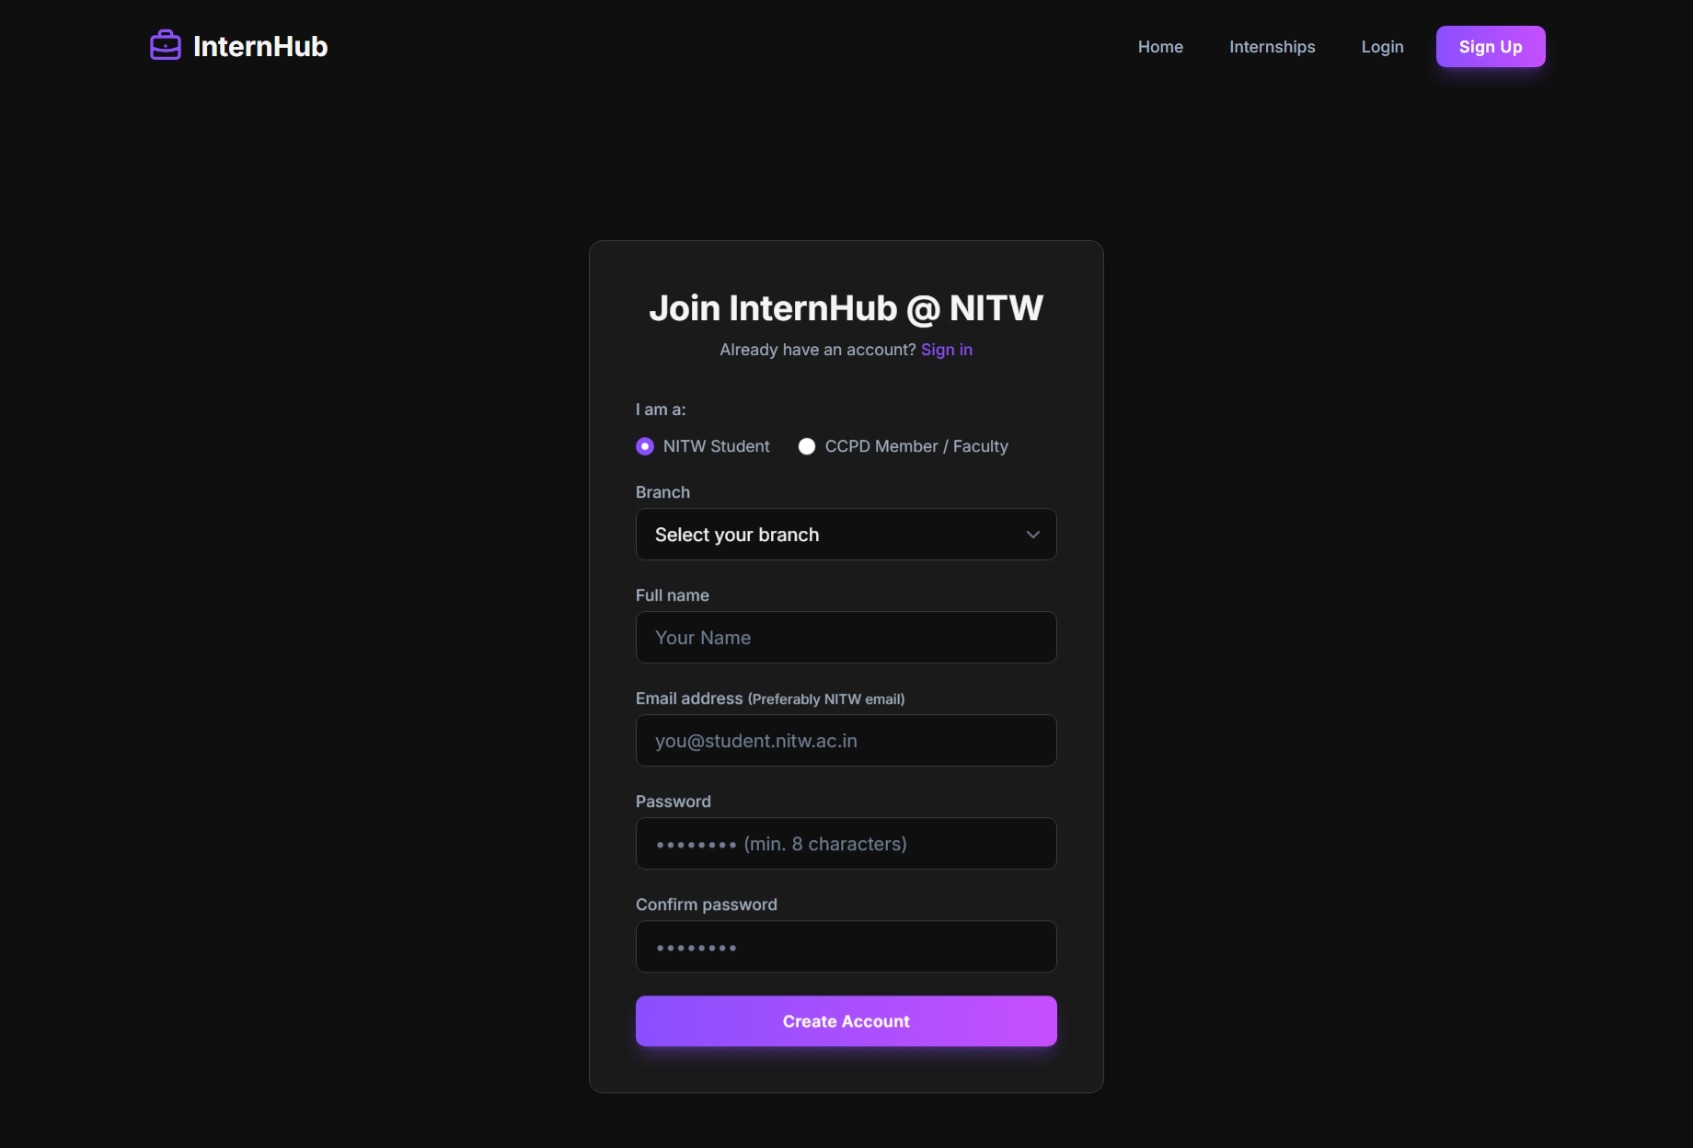 InternHub
Home
Internships
Login
Sign Up
Join InternHub @ NITW
Already have an account? Sign in
I am a:
NITW Student
CCPD Member / Faculty
Branch
Select your branch
Full name
Your Name
Email address (Preferably NITW email)
you@student.nitw.ac.in
Password
•••••••• (min. 8 characters)
Confirm password
••••••••
Create Account